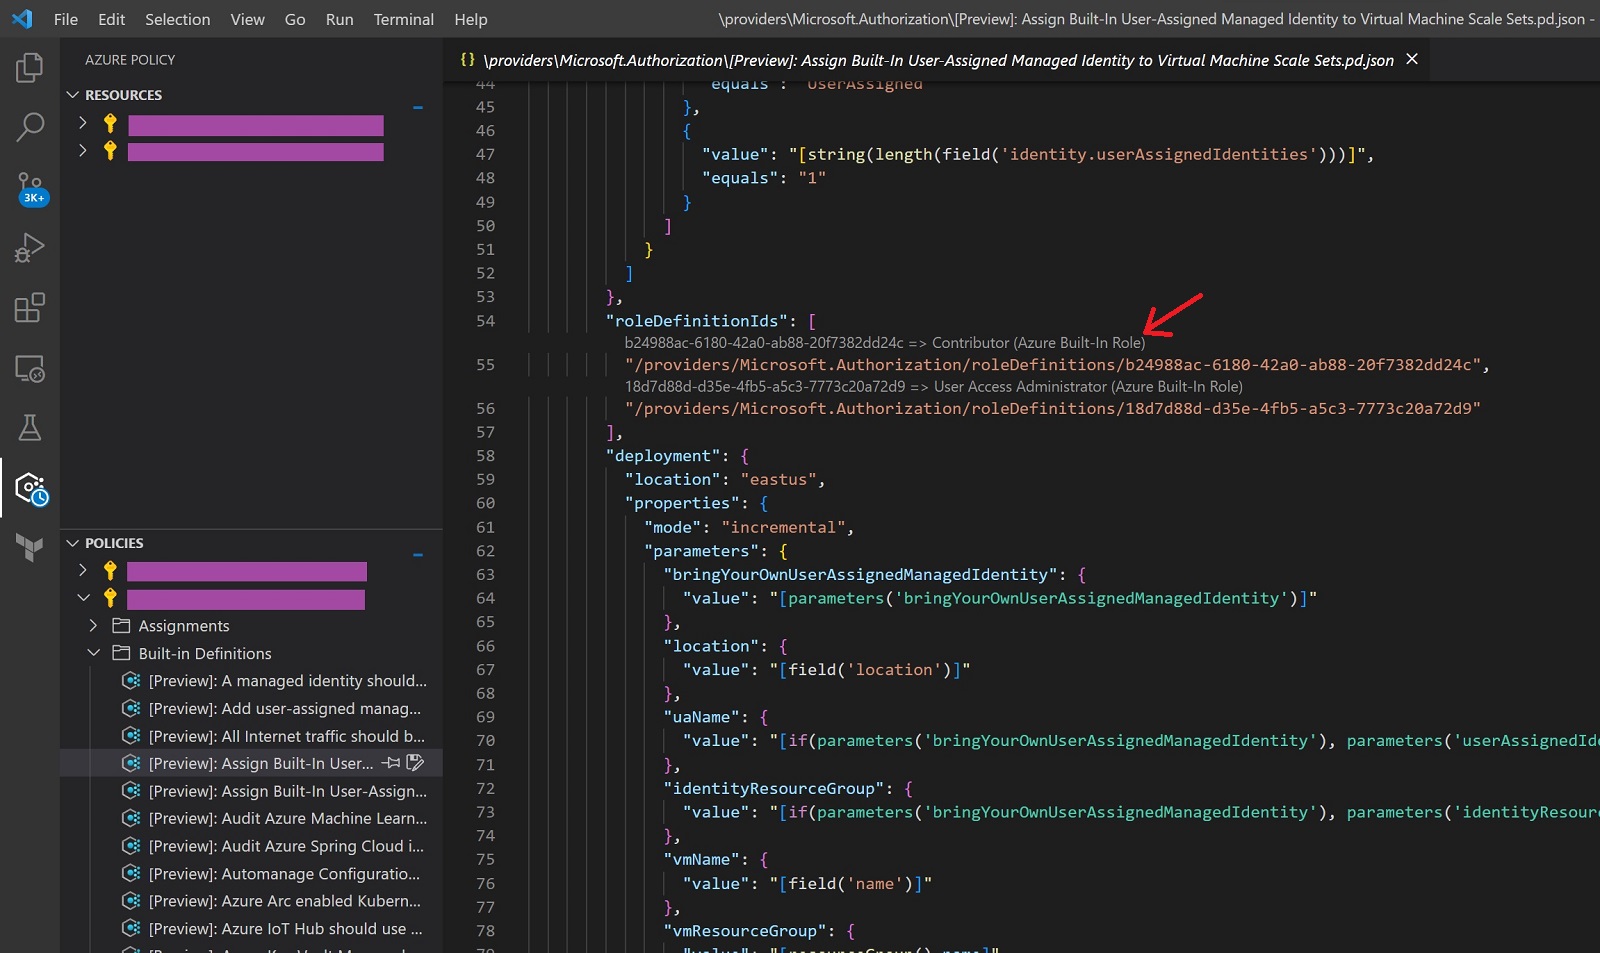 File Edit Selection View Go Run Terminal Help
\providers\Microsoft.Authorization\[Preview]: Assign Built-In User-Assigned Managed Identity to Virtual Machine Scale Sets.pd.json -
AZURE POLICY
RESOURCES
3K+
POLICIES
Assignments
Built-in Definitions
[Preview]: A managed identity should...
[Preview]: Add user-assigned manag...
[Preview]: All Internet traffic should b...
[Preview]: Assign Built-In User...
[Preview]: Assign Built-In User-Assign...
[Preview]: Audit Azure Machine Learn...
[Preview]: Audit Azure Spring Cloud i...
[Preview]: Automanage Configuratio...
[Preview]: Azure Arc enabled Kubern...
[Preview]: Azure IoT Hub should use ...
{} \providers\Microsoft.Authorization\[Preview]: Assign Built-In User-Assigned Managed Identity to Virtual Machine Scale Sets.pd.json
44 "equals": "UserAssigned"
45 },
46 {
47 "value": "[string(length(field('identity.userAssignedIdentities')))]",
48 "equals": "1"
49 }
50 ]
51 }
52 ]
53 },
54 "roleDefinitionIds": [
b24988ac-6180-42a0-ab88-20f7382dd24c => Contributor (Azure Built-In Role)
55 "/providers/Microsoft.Authorization/roleDefinitions/b24988ac-6180-42a0-ab88-20f7382dd24c",
18d7d88d-d35e-4fb5-a5c3-7773c20a72d9 => User Access Administrator (Azure Built-In Role)
56 "/providers/Microsoft.Authorization/roleDefinitions/18d7d88d-d35e-4fb5-a5c3-7773c20a72d9"
57 ],
58 "deployment": {
59 "location": "eastus",
60 "properties": {
61 "mode": "incremental",
62 "parameters": {
63 "bringYourOwnUserAssignedManagedIdentity": {
64 "value": "[parameters('bringYourOwnUserAssignedManagedIdentity')]"
65 },
66 "location": {
67 "value": "[field('location')]"
68 },
69 "uaName": {
70 "value": "[if(parameters('bringYourOwnUserAssignedManagedIdentity'), parameters('userAssignedIde
71 },
72 "identityResourceGroup": {
73 "value": "[if(parameters('bringYourOwnUserAssignedManagedIdentity'), parameters('identityResour
74 },
75 "vmName": {
76 "value": "[field('name')]"
77 },
78 "vmResourceGroup": {
79 "value": "[resourceGroup().name]"